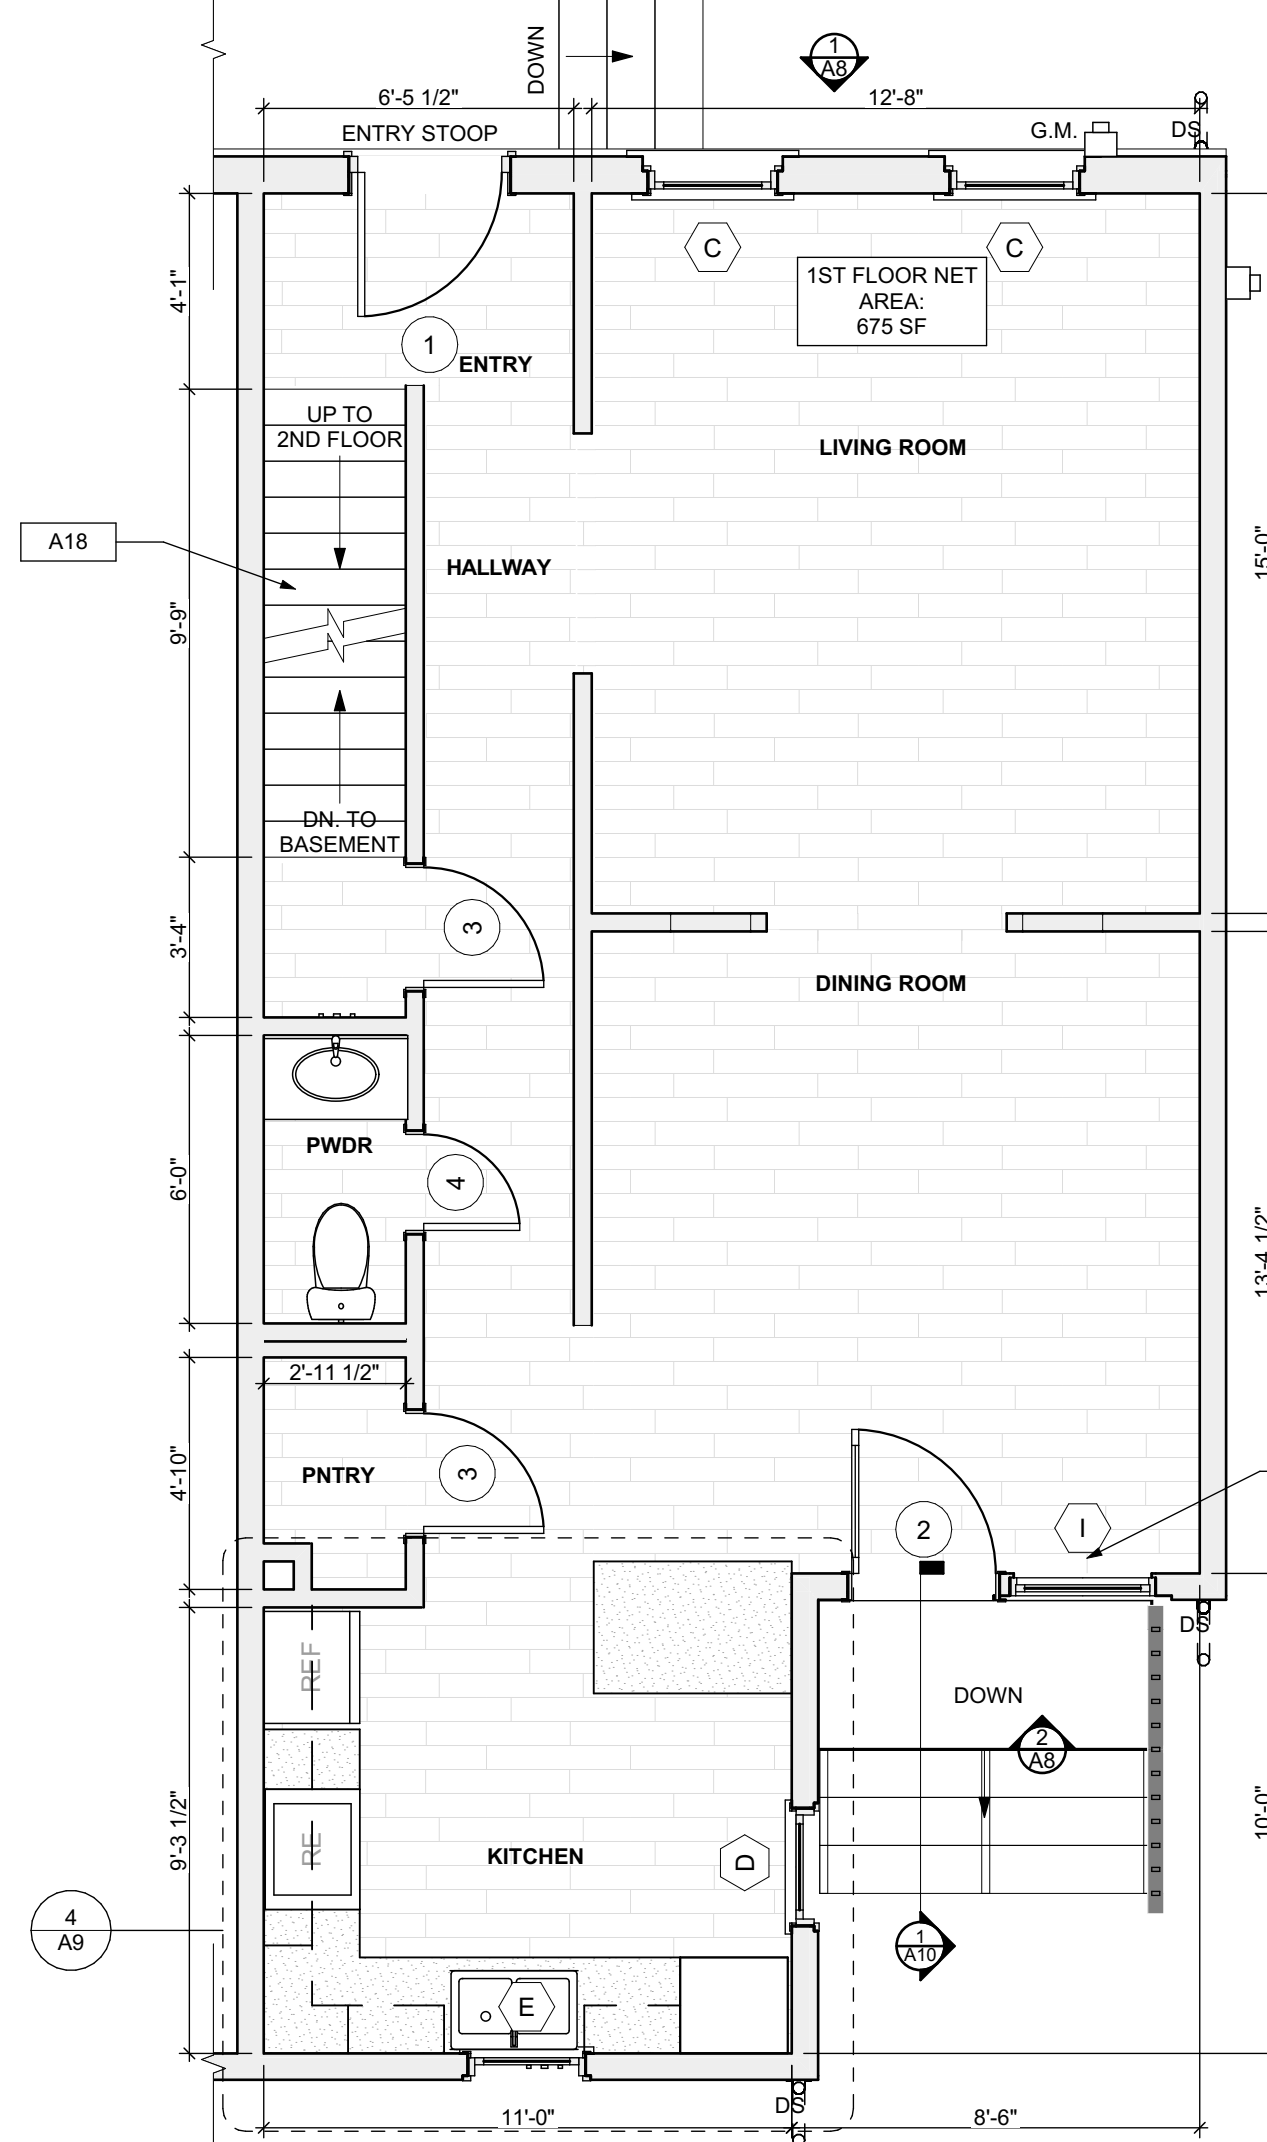 DOWN
1
A8
6'-5 1/2"
12'-8"
ENTRY STOOP
G.M.
DS
C
C
1ST FLOOR NET
AREA:
675 SF
4'-1"
1
ENTRY
UP TO
2ND FLOOR
LIVING ROOM
A18
HALLWAY
15'-0"
9'-9"
DN. TO
BASEMENT
3
3'-4"
DINING ROOM
PWDR
4
6'-0"
13'-4 1/2"
2'-11 1/2"
PNTRY
3
4'-10"
2
I
DS
REF
DOWN
2
A8
9'-3 1/2"
RE
KITCHEN
D
10'-0"
4
A9
1
A10
E
DS
11'-0"
8'-6"